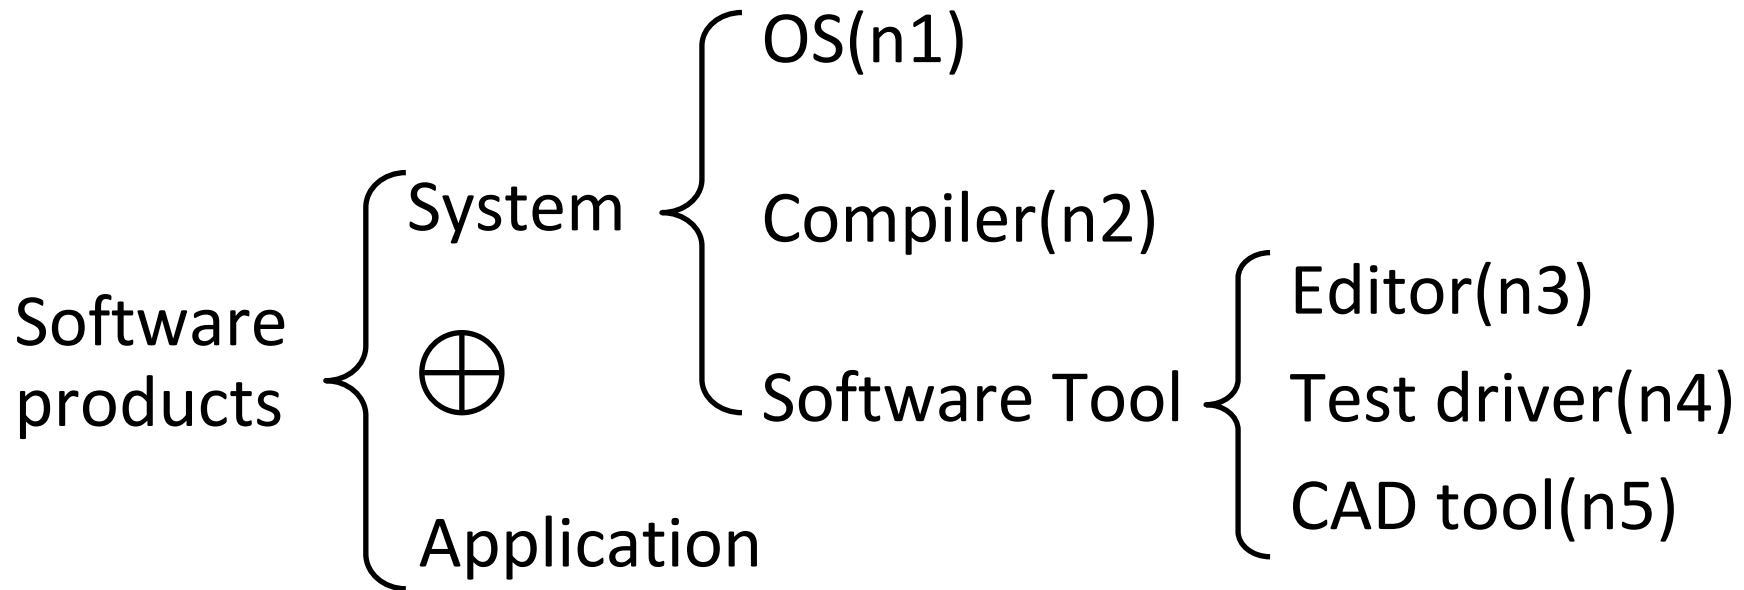 OS(n1)
System
Compiler(n2)
Software
products
Editor(n3)
Software Tool
Test driver(n4)
CAD tool(n5)
Application